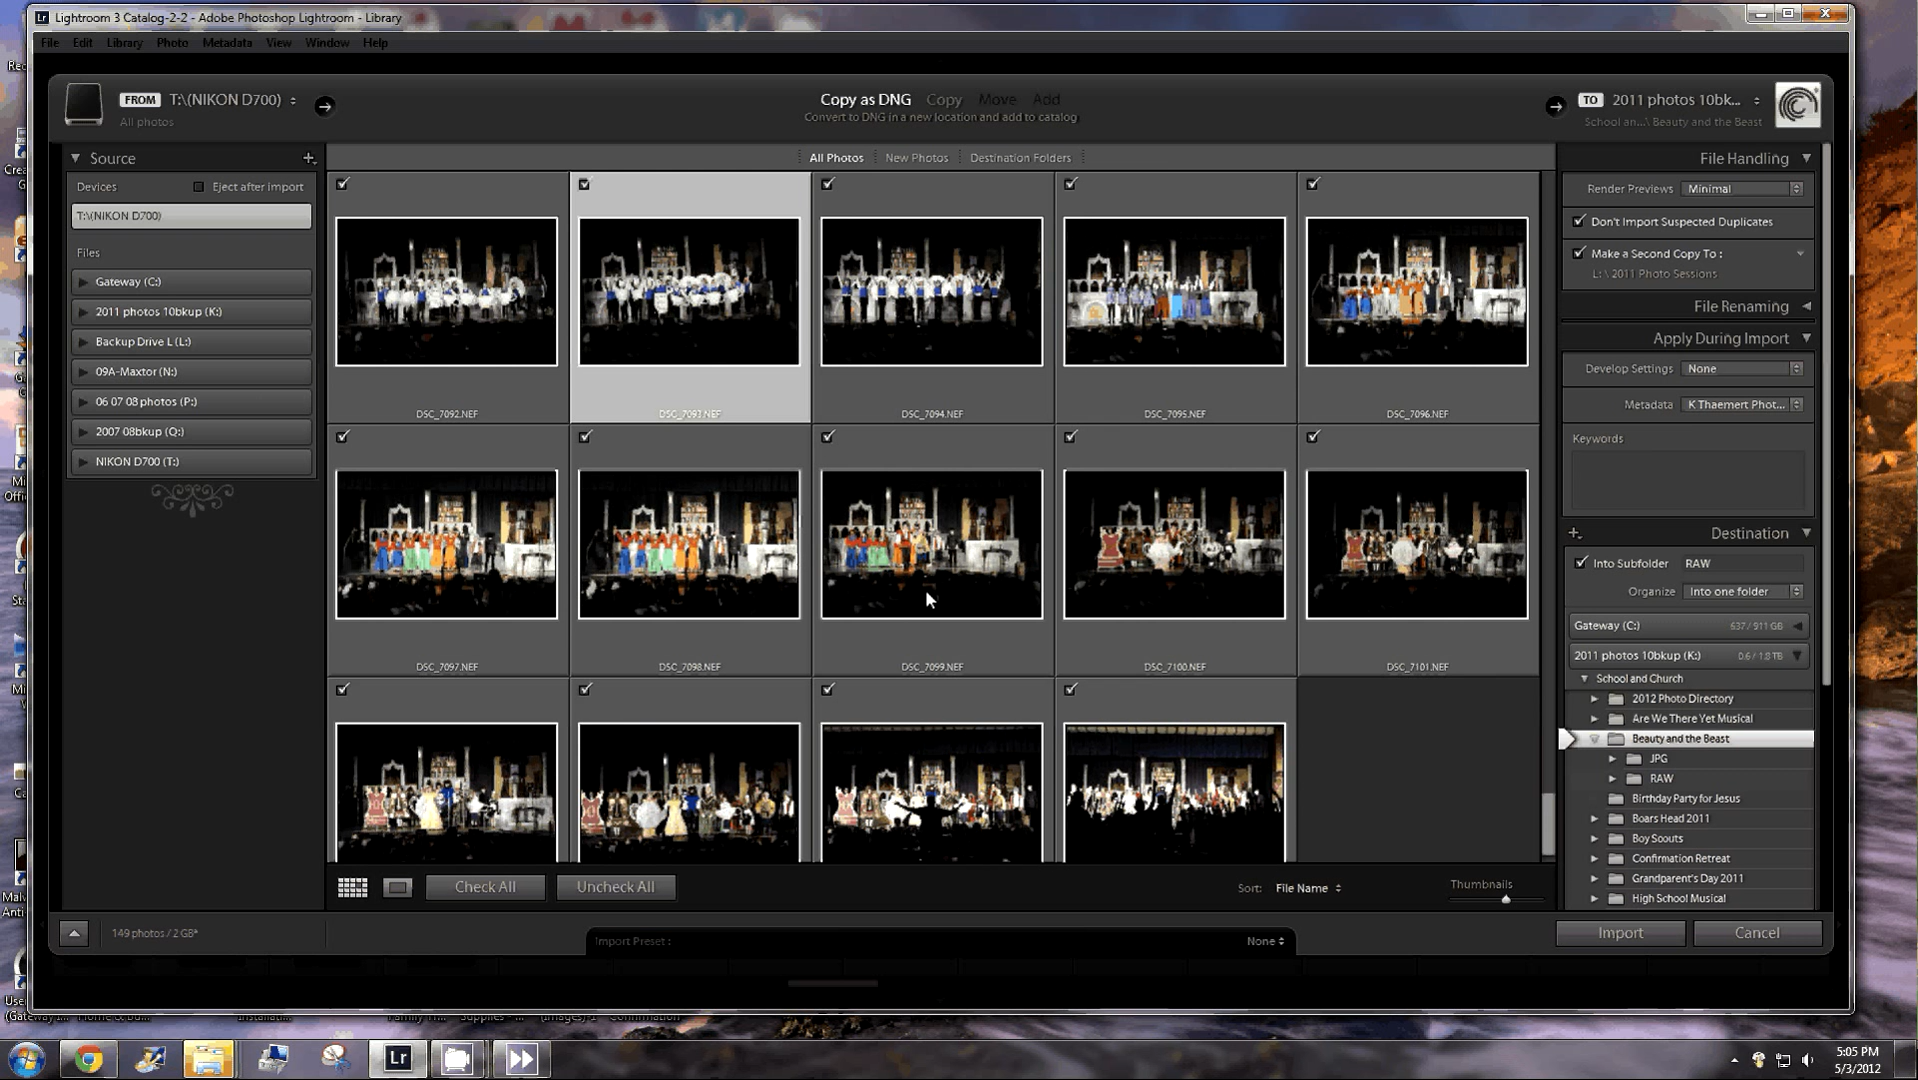 Lightroom 3 Catalog-2-2 - Adobe Photoshop Lightroom - Library
File Edit Library Photo Metadata View Window Help
FROM T:\(NIKON D700)
All photos
Copy as DNG Copy Move Add
Convert to DNG in a new location and add to catalog
TO 2011 photos 10bk...
School an...\ Beauty and the Beast
Source
Devices Eject after import
T:\(NIKON D700)
Files
Gateway (C:)
2011 photos 10bkup (K:)
Backup Drive L (L:)
09A-Maxtor (N:)
06 07 08 photos (P:)
2007 08bkup (Q:)
NIKON D700 (T:)
All Photos New Photos Destination Folders
DSC_7092.NEF DSC_7093.NEF DSC_7094.NEF DSC_7095.NEF DSC_7096.NEF
DSC_7097.NEF DSC_7098.NEF DSC_7099.NEF DSC_7100.NEF DSC_7101.NEF
Check All Uncheck All
Sort: File Name
Thumbnails
File Handling
Render Previews Minimal
Don't Import Suspected Duplicates
Make a Second Copy To :
L: \ 2011 Photo Sessions
File Renaming
Apply During Import
Develop Settings None
Metadata K Thaemert Phot...
Keywords
Destination
Into Subfolder RAW
Organize Into one folder
Gateway (C:) 637 / 911 GB
2011 photos 10bkup (K:) 0.6 / 1.8 TB
School and Church
2012 Photo Directory
Are We There Yet Musical
Beauty and the Beast
JPG
RAW
Birthday Party for Jesus
Boars Head 2011
Boy Scouts
Confirmation Retreat
Grandparent's Day 2011
High School Musical
149 photos / 2 GB*
Import Preset : None
Import Cancel
Lr
5:05 PM
5/3/2012